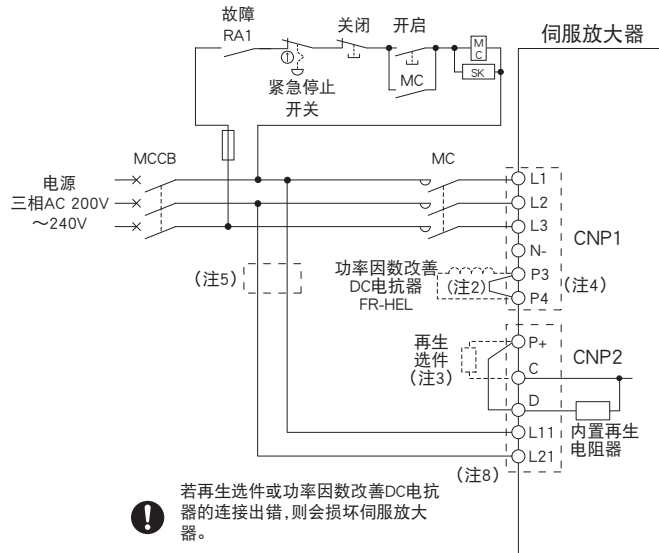 故障
RA1
关闭
开启
M
C
SK
MC
①
紧急停止
开关
伺服放大器
MCCB
MC
电源
三相AC 200V
～240V
L1
L2
L3
N-
P3
P4
CNP1
(注4)
功率因数改善
DC电抗器
FR-HEL
(注2)
(注5)
再生
选件
(注3)
P+
C
D
L11
L21
CNP2
内置再生
电阻器
(注8)
若再生选件或功率因数改善DC电抗
器的连接出错,则会损坏伺服放大
器。